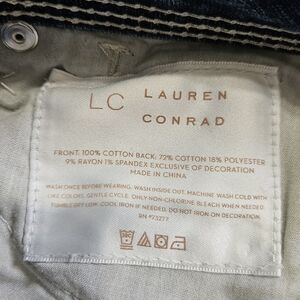 LC LAUREN
CONRAD
FRONT: 100% COTTON BACK: 72% COTTON 18% POLYESTER
9% RAYON 1% SPANDEX EXCLUSIVE OF DECORATION
MADE IN CHINA
WASH ONCE BEFORE WEARING. WASH INSIDE OUT. MACHINE WASH COLD WITH
LIKE COLORS, GENTLE CYCLE. ONLY NON-CHLORINE BLEACH WHEN NEEDED.
TUMBLE DRY LOW. COOL IRON IF NEEDED. DO NOT IRON ON DECORATION.
RN #73277